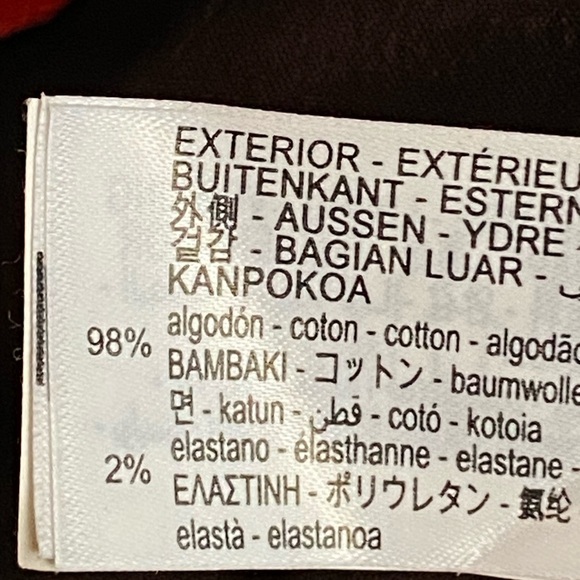 EXTERIOR - EXTÉRIEU
BUITENKANT - ESTERN
外側 - AUSSEN - YDRE
겉감 - BAGIAN LUAR -
KANPOKOA
98% algodón - coton - cotton - algodão
BAMBAKI - コットン - baumwolle
면 - katun - قطن - cotó - kotoia
2% elastano - élasthanne - elastane -
ΕΛΑΣΤΙΝΗ - ポリウレタン - 氨纶
elastà - elastanoa